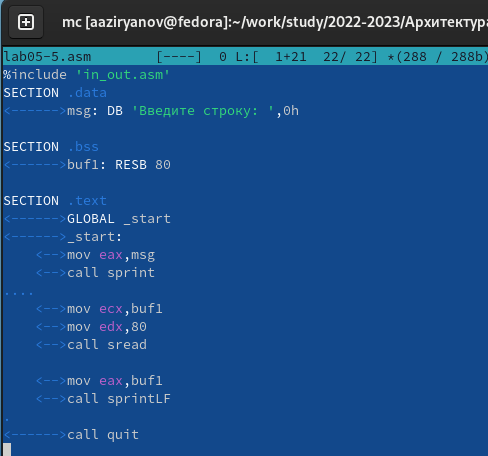 mc [aaziryanov@fedora]:~/work/study/2022-2023/Архитектура
lab05-5.asm [----] 0 L:[ 1+21 22/ 22] *(288 / 288b)
%include 'in_out.asm'
SECTION .data
<------>msg: DB 'Введите строку: ',0h
SECTION .bss
<------>buf1: RESB 80
SECTION .text
<------>GLOBAL _start
<------>_start:
<-->mov eax,msg
<-->call sprint
....
<-->mov ecx,buf1
<-->mov edx,80
<-->call sread
<-->mov eax,buf1
<-->call sprintLF
.
<------>call quit